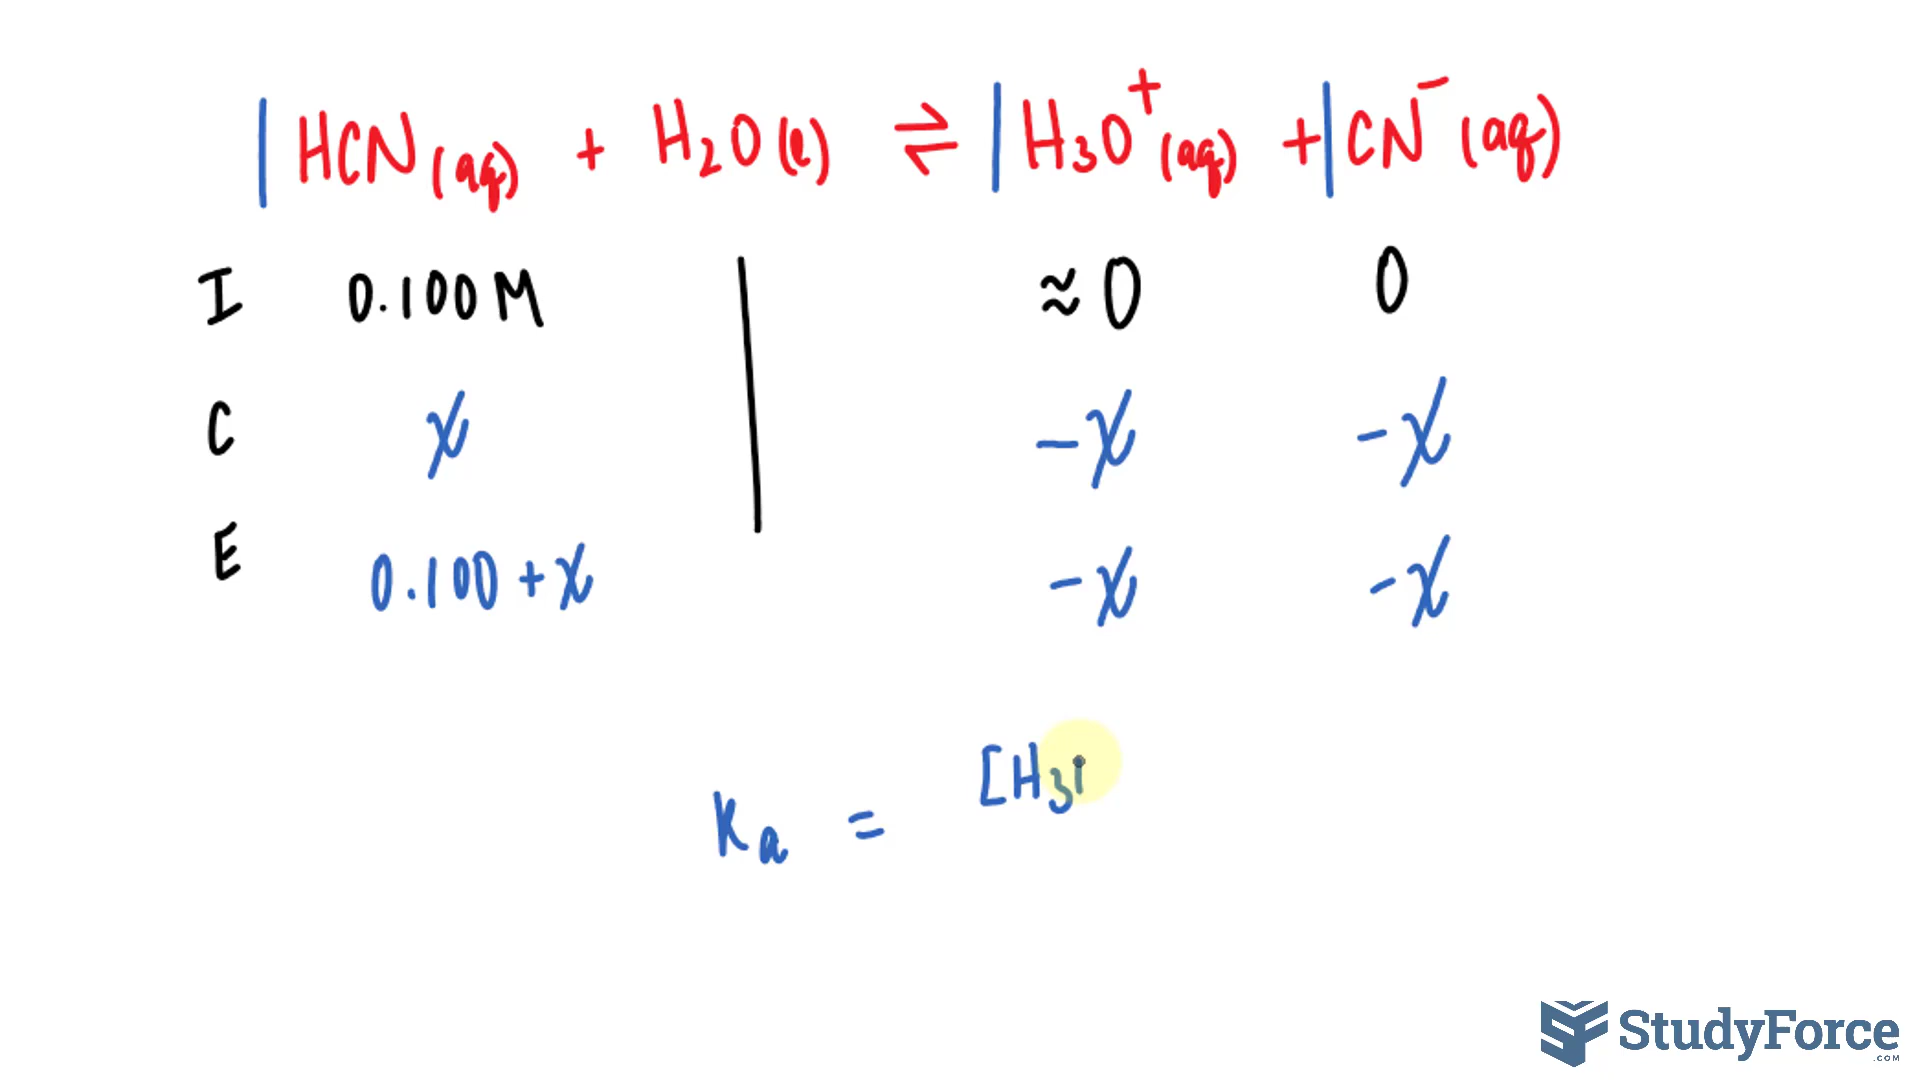 |HCN(aq) + H₂O(l) ⇌ |H₃O⁺(aq) + |CN⁻(aq)
I 0.100 M ≈0 0
C x -x -x
E 0.100 + x -x -x
Ka = [H₃
StudyForce
.COM